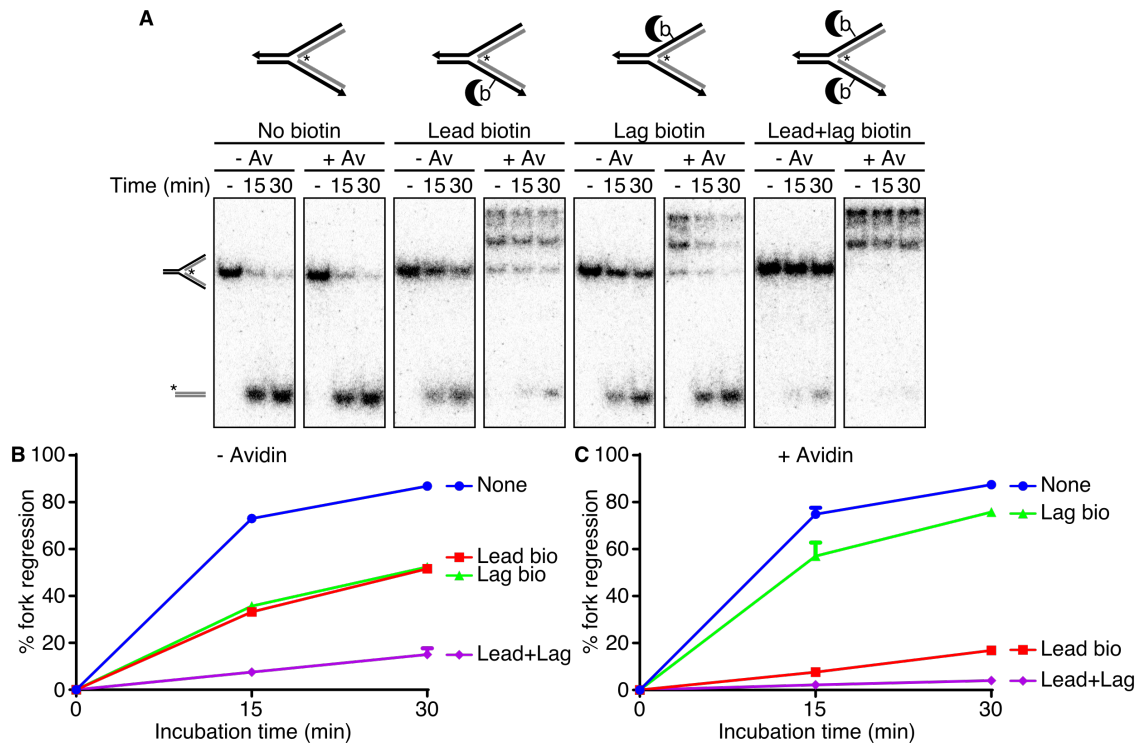 A
b
b
b
b
*
*
*
*
No biotin
Lead biotin
Lag biotin
Lead+lag biotin
- Av
+ Av
- Av
+ Av
- Av
+ Av
- Av
+ Av
Time (min)
- 15 30
- 15 30
- 15 30
- 15 30
- 15 30
- 15 30
- 15 30
- 15 30
*
*
B
- Avidin
% fork regression
100
80
60
40
20
0
0
15
30
Incubation time (min)
None
Lead bio
Lag bio
Lead+Lag
C
+ Avidin
% fork regression
100
80
60
40
20
0
0
15
30
Incubation time (min)
None
Lag bio
Lead bio
Lead+Lag